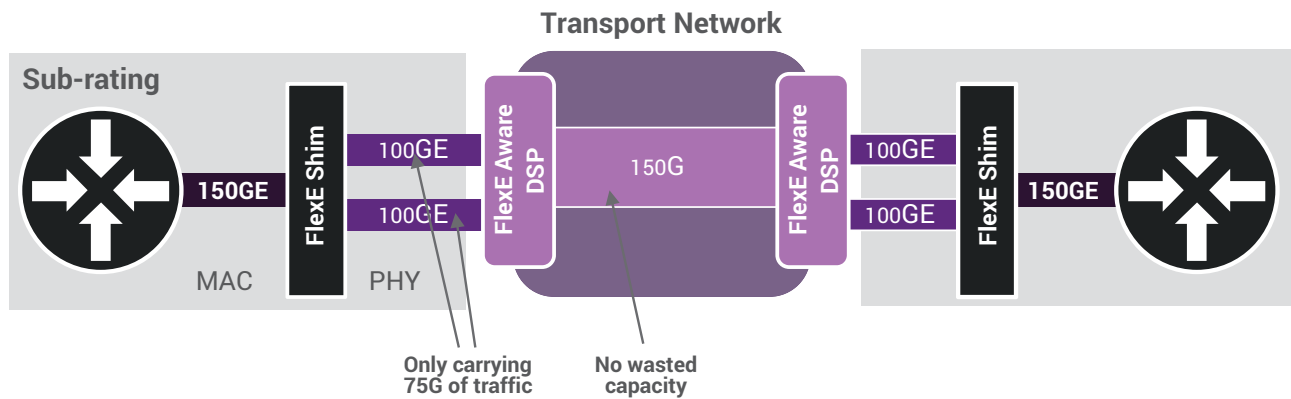 Transport Network
Sub-rating
150GE
FlexE Shim
100GE
100GE
MAC
PHY
FlexE Aware
DSP
150G
FlexE Aware
DSP
100GE
100GE
FlexE Shim
150GE
Only carrying
75G of traffic
No wasted
capacity